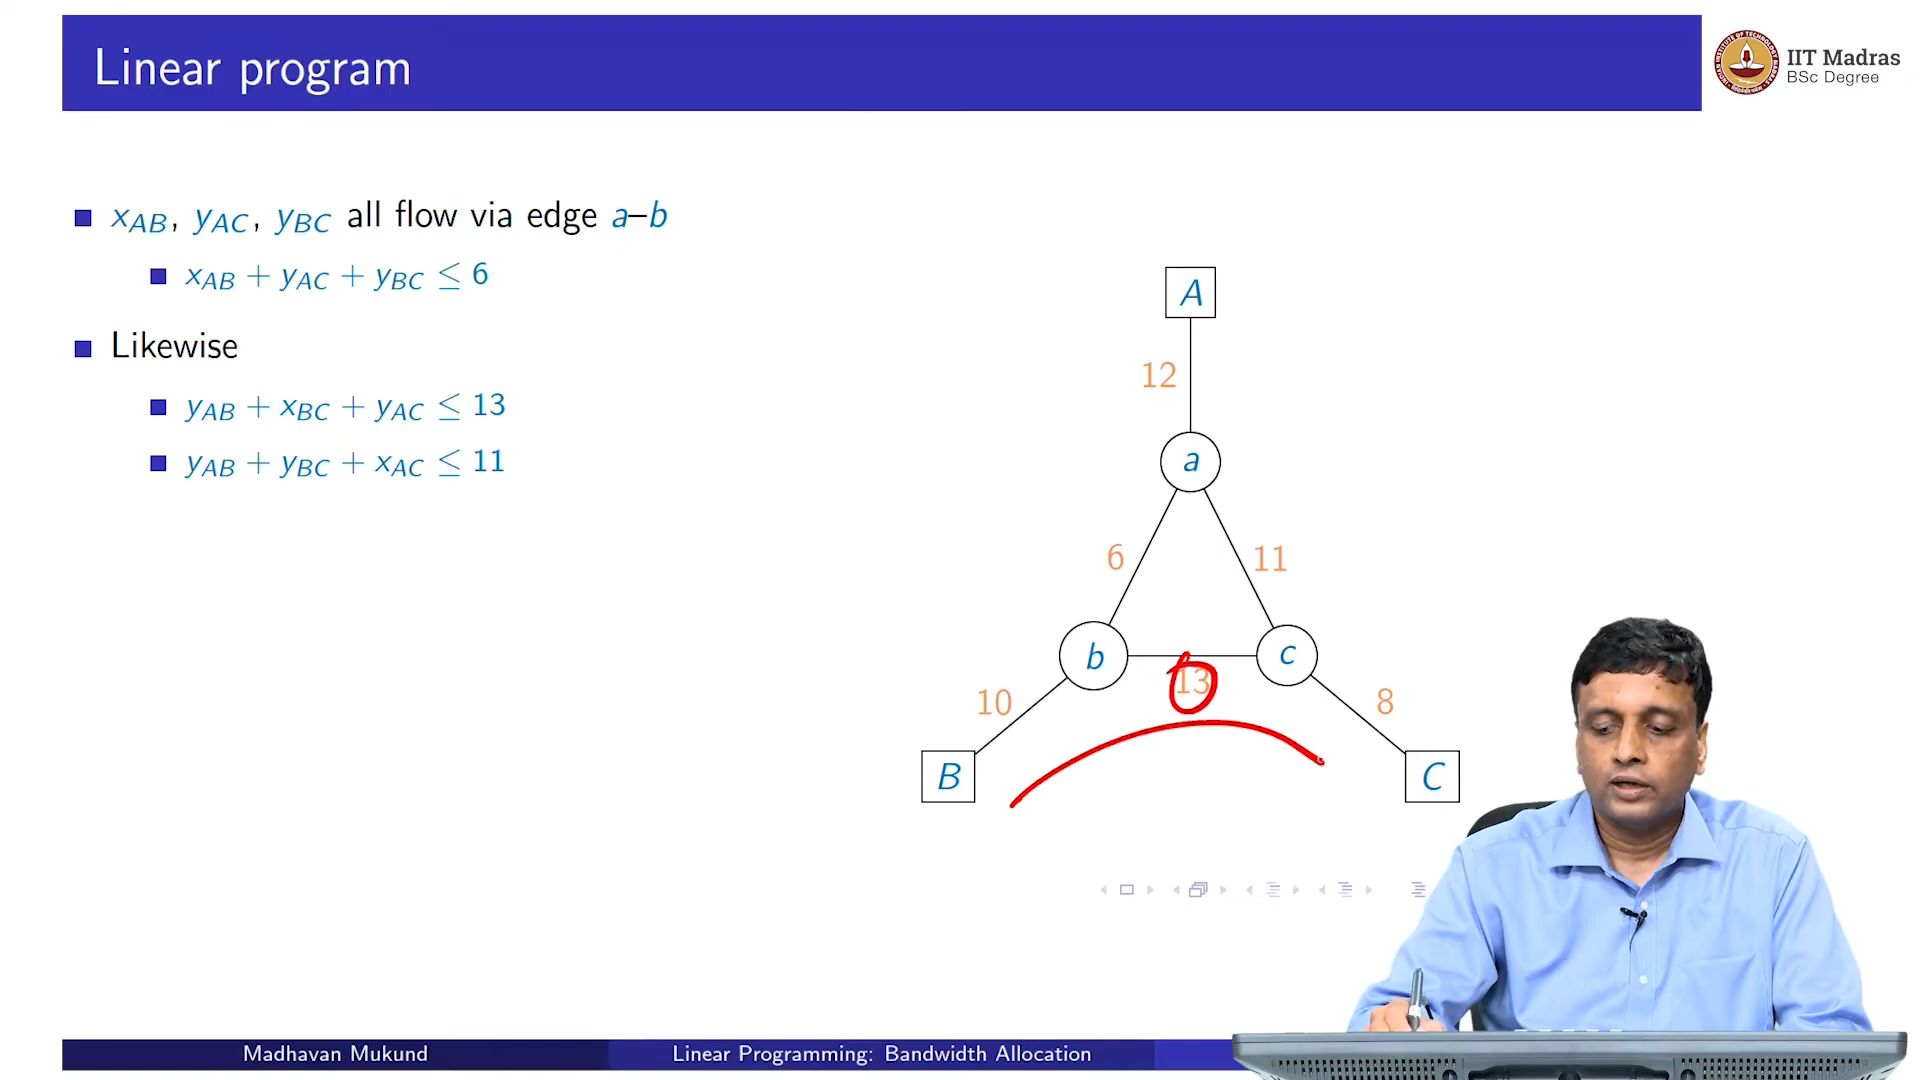 Linear program
IIT Madras
BSc Degree
x_AB, y_AC, y_BC all flow via edge a–b
x_AB + y_AC + y_BC ≤ 6
Likewise
y_AB + x_BC + y_AC ≤ 13
y_AB + y_BC + x_AC ≤ 11
A
12
a
6
11
b
c
13
10
8
B
C
Madhavan Mukund
Linear Programming: Bandwidth Allocation